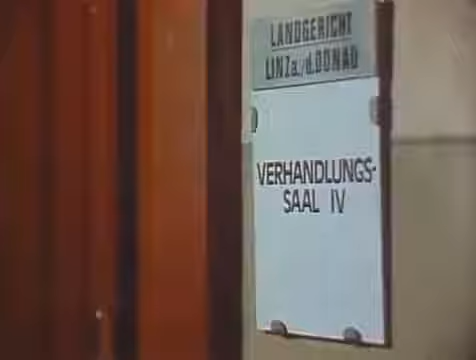 LANDGERICHT
LINZ a./d.DONAU
VERHANDLUNGS-
SAAL IV